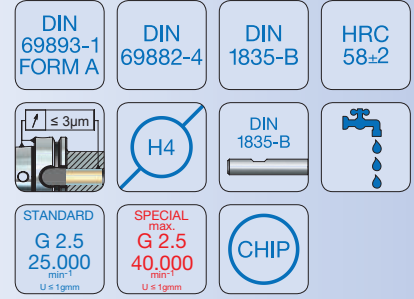 DIN
69893-1
FORM A
DIN
69882-4
DIN
1835-B
HRC
58±2
↗ ≤ 3µm
H4
DIN
1835-B
STANDARD
G 2.5
25.000
min⁻¹
U ≤ 1gmm
SPECIAL
max.
G 2.5
40.000
min⁻¹
U ≤ 1gmm
CHIP